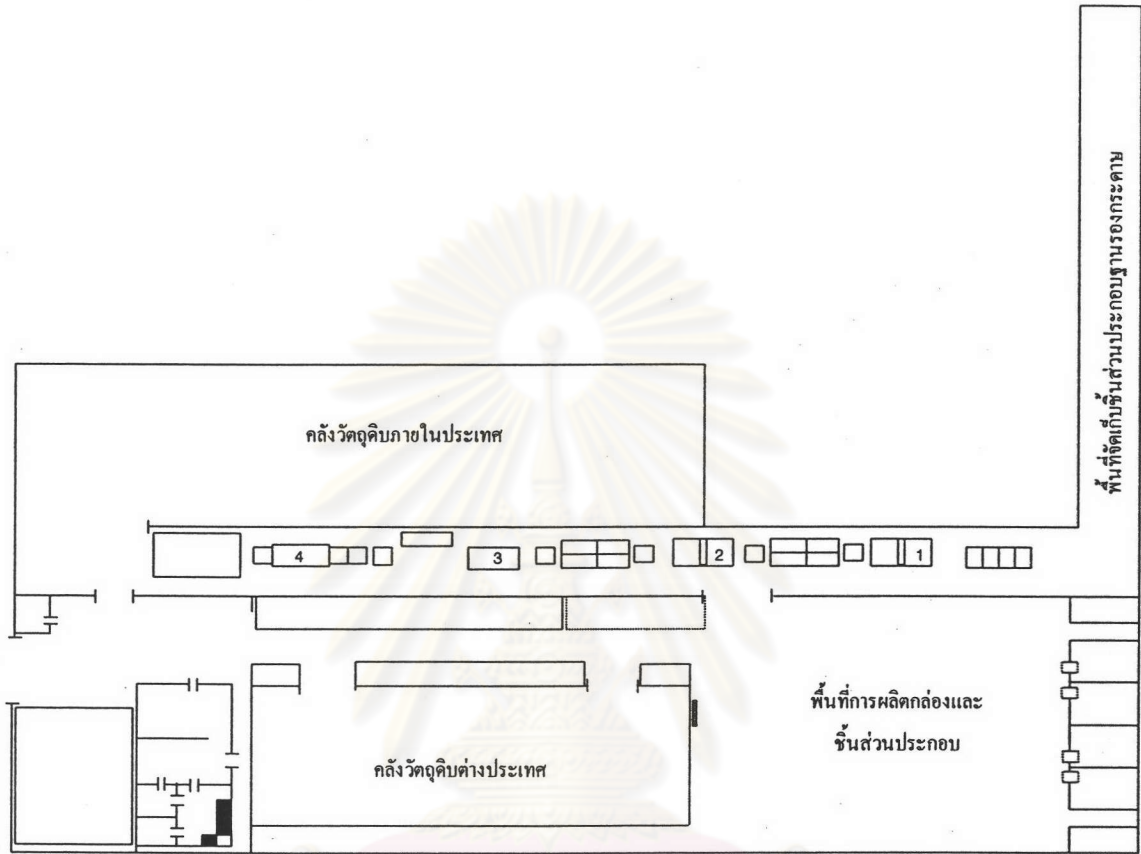 พื้นที่จัดเก็บชิ้นส่วนประกอบฐานรองกระดาษ
คลังวัตถุดิบภายในประเทศ
4
3
2
1
พื้นที่การผลิตกล่องและ
ชิ้นส่วนประกอบ
คลังวัตถุดิบต่างประเทศ